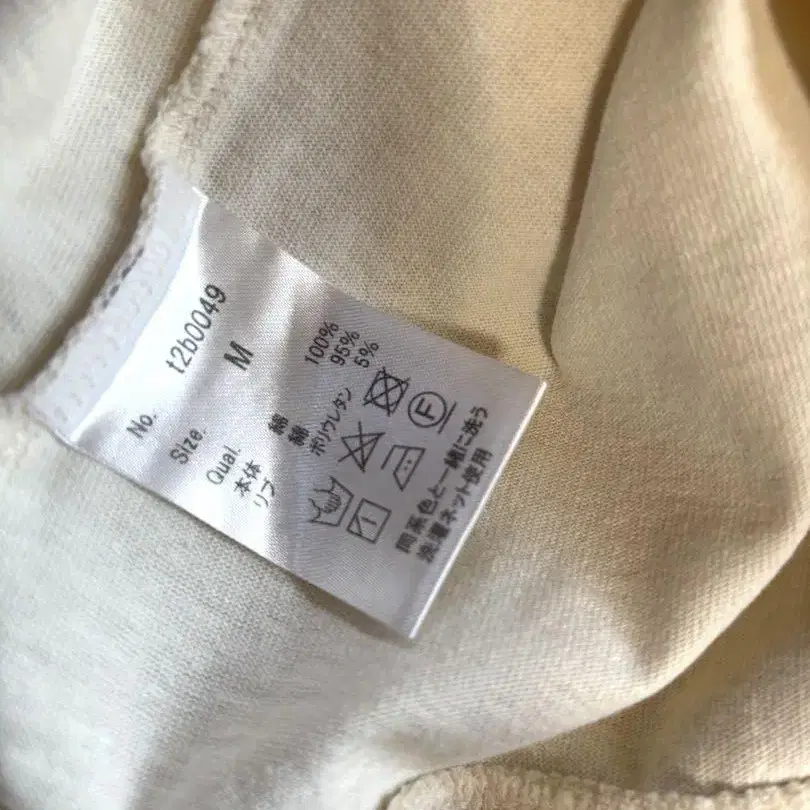 No. t2b0049
Size. M
Qual.
本体 綿 100%
リブ 綿 95%
ポリウレタン 5%
F
同系色と一緒に洗う
洗濯ネット使用